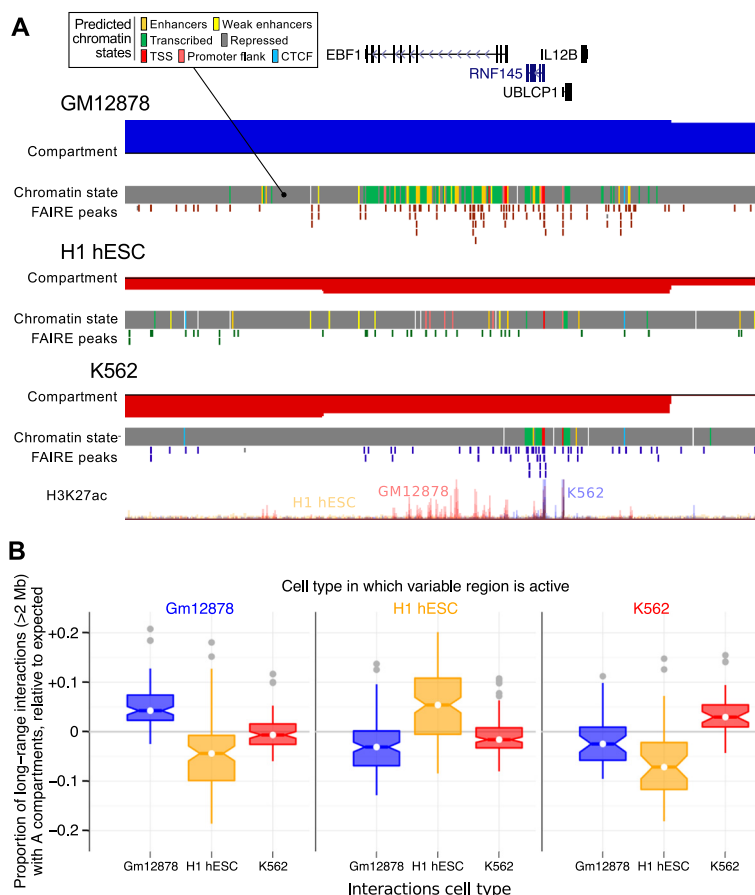 A
Predicted chromatin states
Enhancers Weak enhancers
Transcribed Repressed
TSS Promoter flank CTCF
EBF1 IL12B
RNF145
UBLCP1
GM12878
Compartment
Chromatin state
FAIRE peaks
H1 hESC
Compartment
Chromatin state
FAIRE peaks
K562
Compartment
Chromatin state
FAIRE peaks
H3K27ac
H1 hESC GM12878 K562
B
Cell type in which variable region is active
Gm12878 H1 hESC K562
Proportion of long−range interactions (>2 Mb)
with A compartments, relative to expected
+0.2
+0.1
0
−0.1
−0.2
Gm12878 H1 hESC K562 Gm12878 H1 hESC K562 Gm12878 H1 hESC K562
Interactions cell type